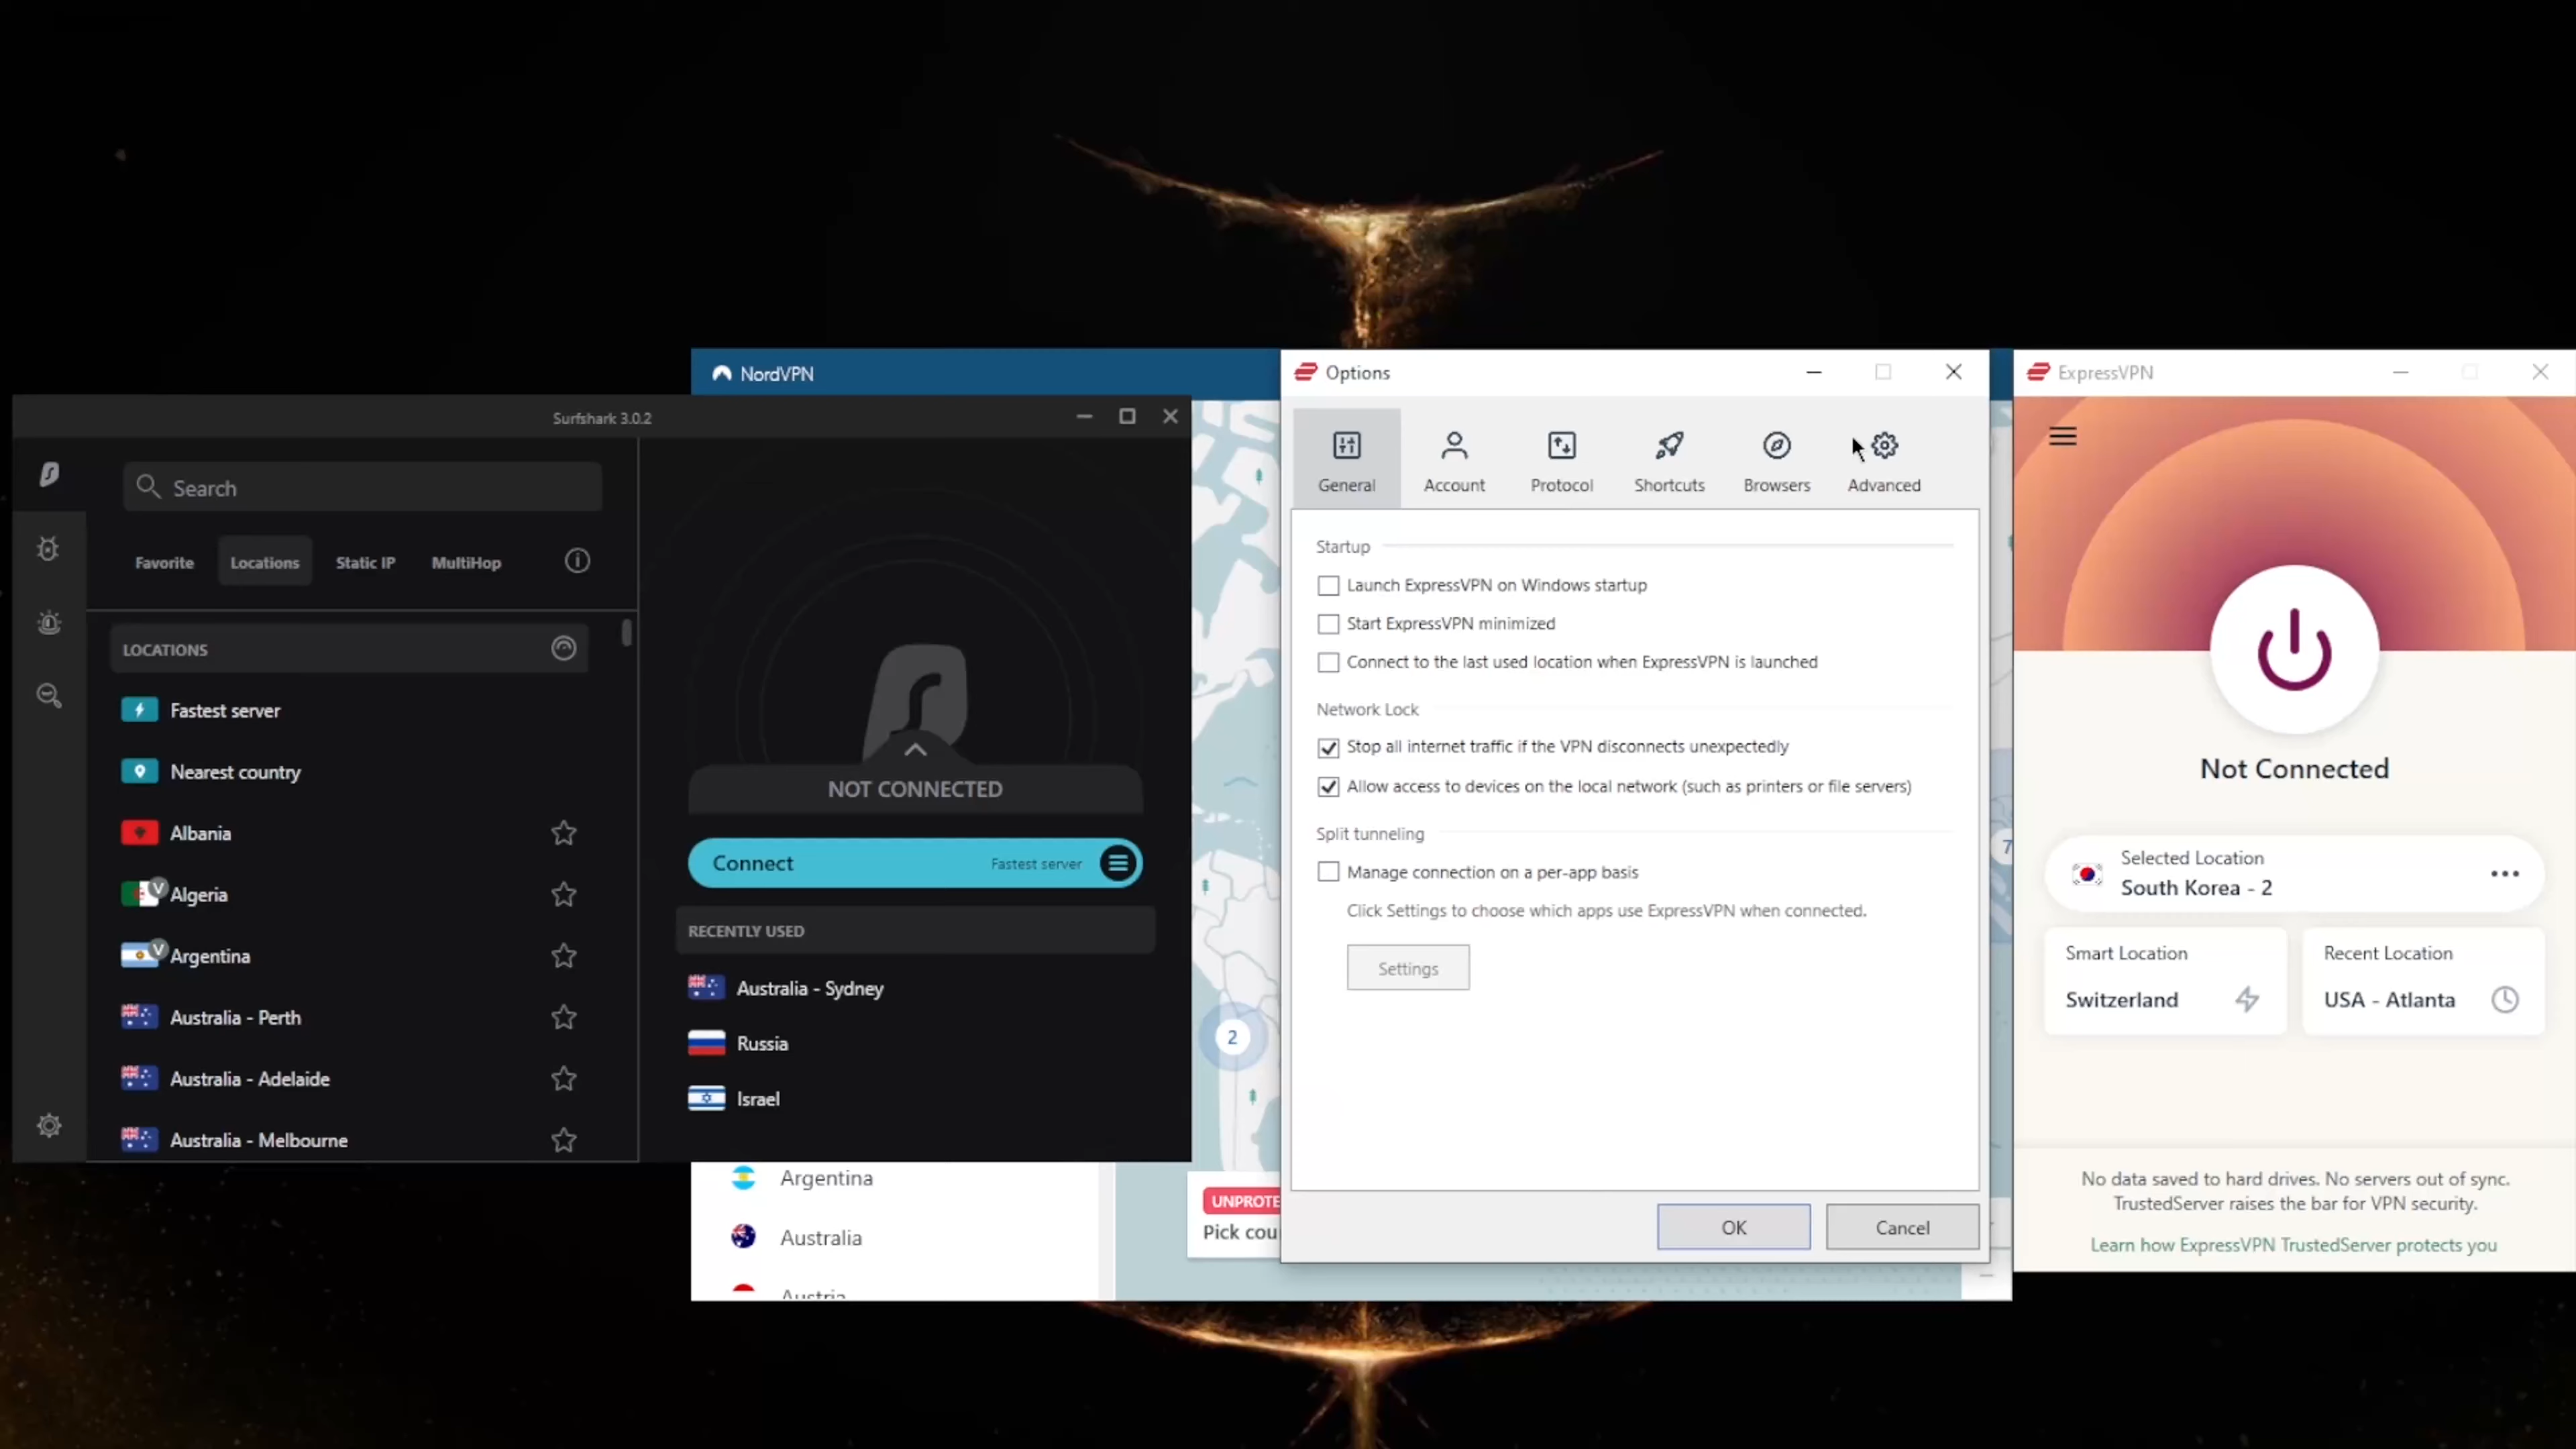 NordVPN
Surfshark 3.0.2
Search
Favorite
Locations
Static IP
MultiHop
LOCATIONS
Fastest server
Nearest country
Albania
V
Algeria
V
Argentina
Australia - Perth
Australia - Adelaide
Australia - Melbourne
NOT CONNECTED
Connect
Fastest server
RECENTLY USED
Australia - Sydney
Russia
Israel
Argentina
Australia
Austria
2
7
UNPROTE
Pick cou
Options
General
Account
Protocol
Shortcuts
Browsers
Advanced
Startup
Launch ExpressVPN on Windows startup
Start ExpressVPN minimized
Connect to the last used location when ExpressVPN is launched
Network Lock
Stop all internet traffic if the VPN disconnects unexpectedly
Allow access to devices on the local network (such as printers or file servers)
Split tunneling
Manage connection on a per-app basis
Click Settings to choose which apps use ExpressVPN when connected.
Settings
OK
Cancel
ExpressVPN
Not Connected
Selected Location
South Korea - 2
Smart Location
Switzerland
Recent Location
USA - Atlanta
No data saved to hard drives. No servers out of sync.
TrustedServer raises the bar for VPN security.
Learn how ExpressVPN TrustedServer protects you